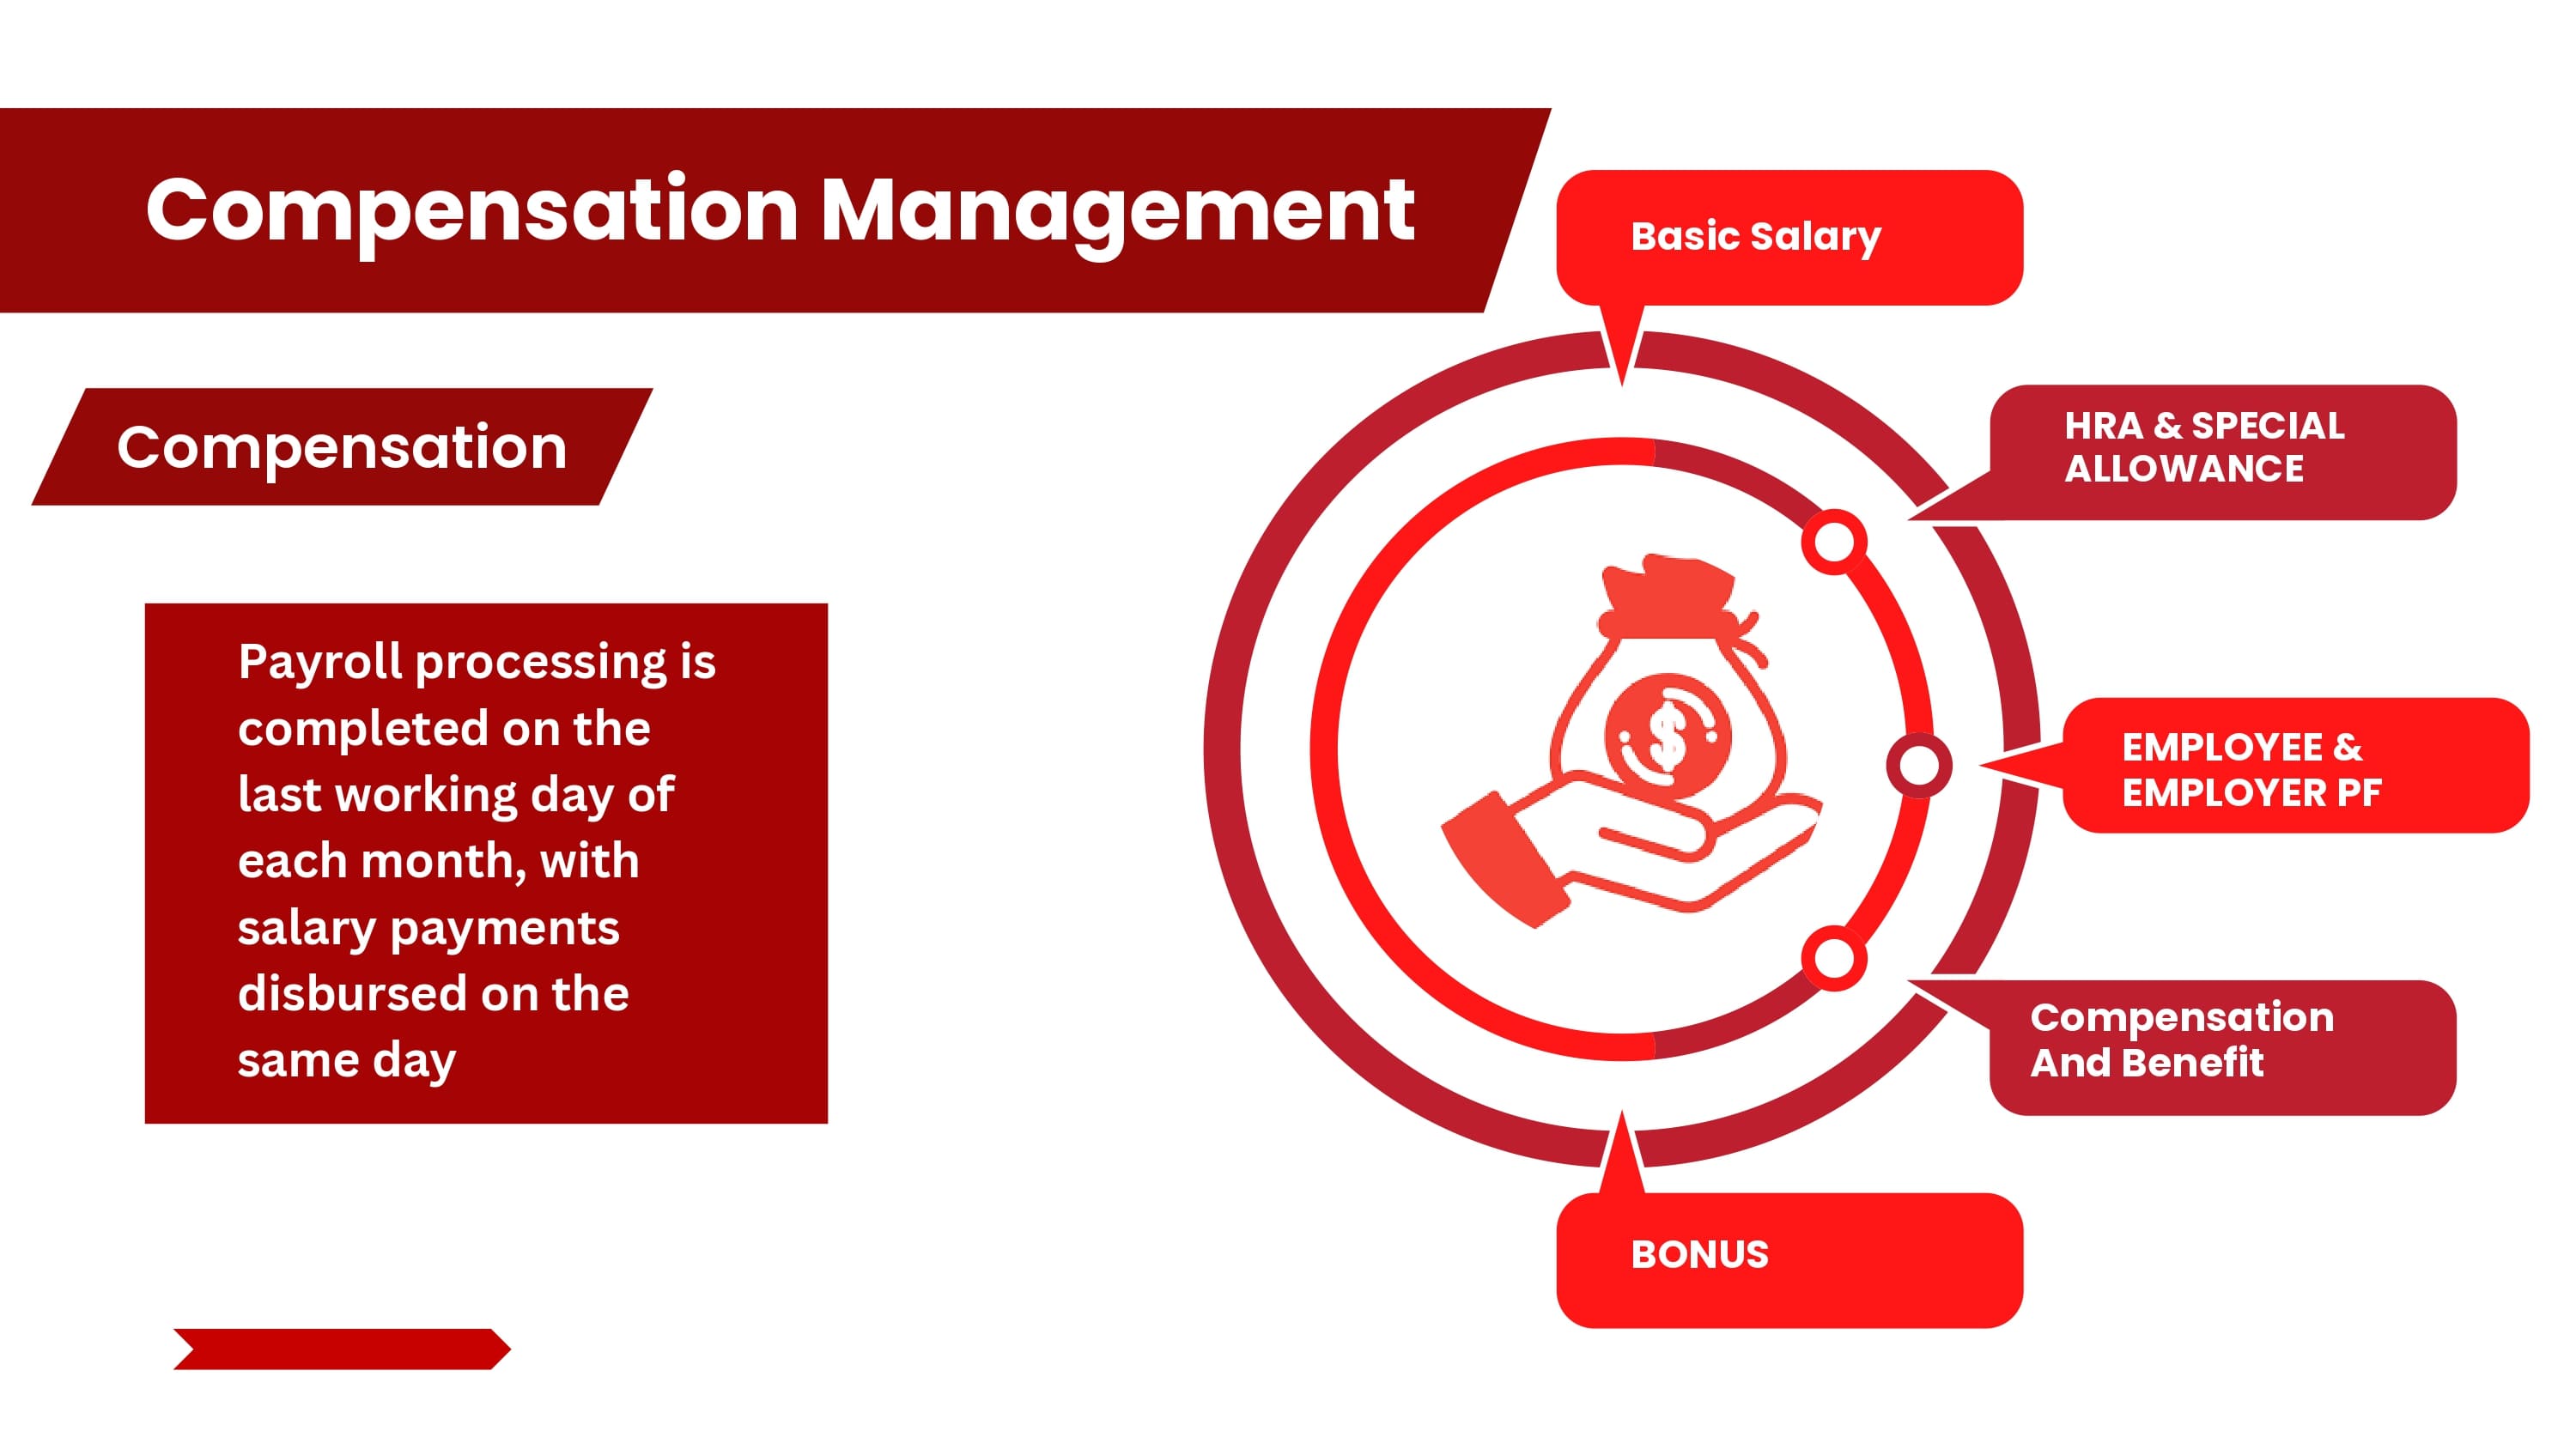 Compensation Management
Compensation
Payroll processing is
completed on the
last working day of
each month, with
salary payments
disbursed on the
same day
Basic Salary
HRA & SPECIAL
ALLOWANCE
$
EMPLOYEE &
EMPLOYER PF
Compensation
And Benefit
BONUS